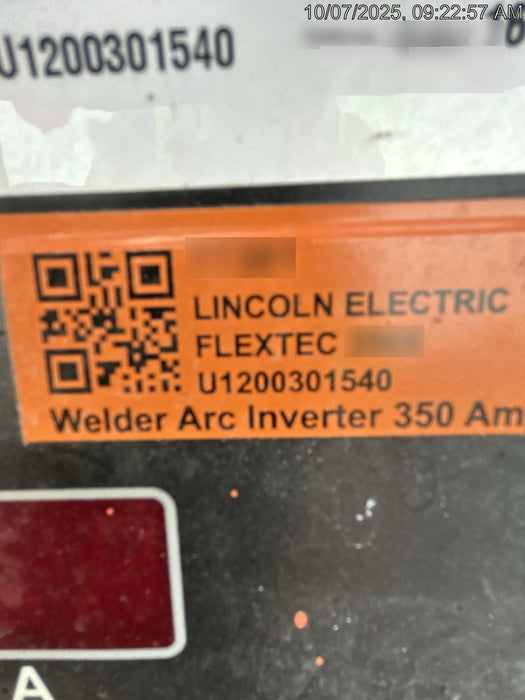 10/07/2025, 09:22:57 AM
U1200301540
LINCOLN ELECTRIC
FLEXTEC
U1200301540
Welder Arc Inverter 350 Am
A